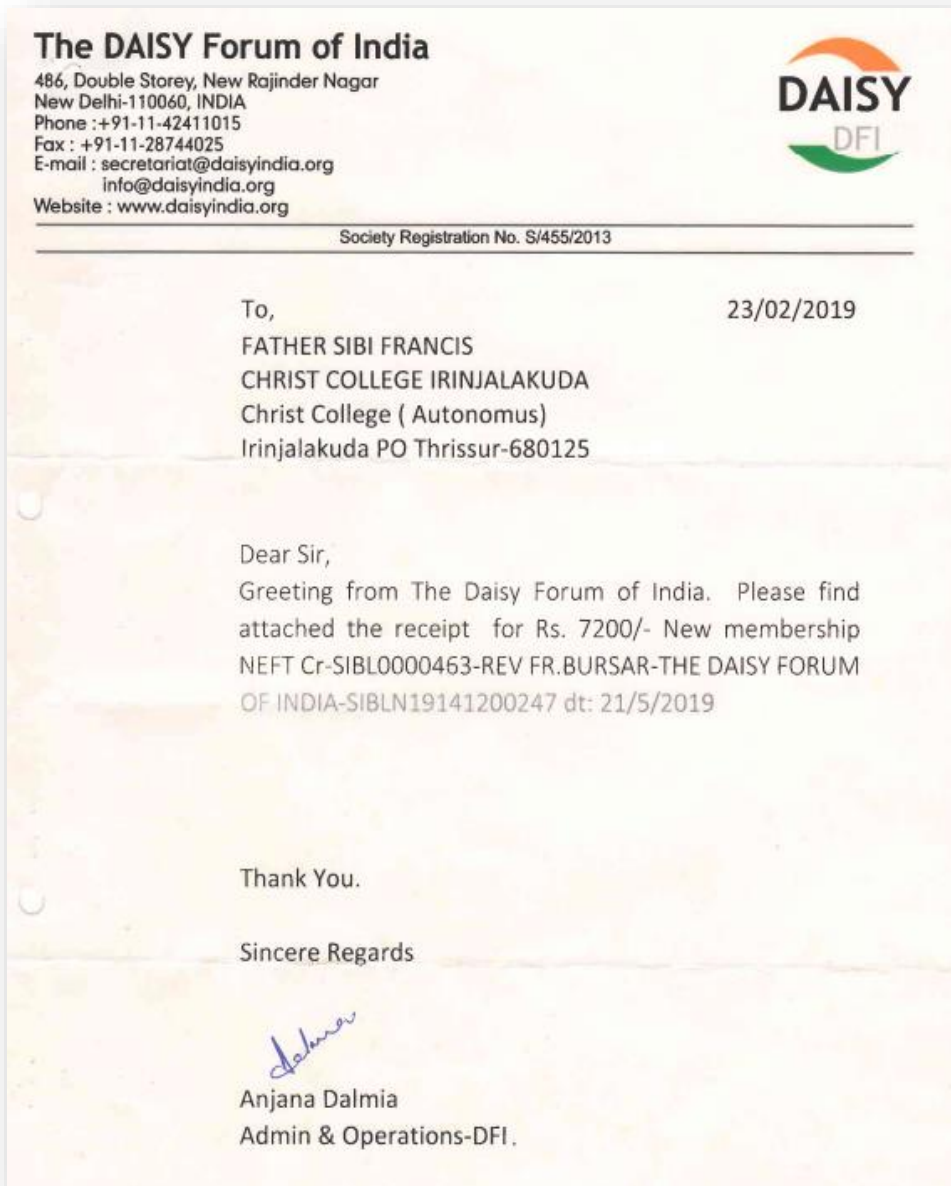 The DAISY Forum of India
486, Double Storey, New Rajinder Nagar
New Delhi-110060, INDIA
Phone :+91-11-42411015
Fax : +91-11-28744025
E-mail : secretariat@daisyindia.org
info@daisyindia.org
Website : www.daisyindia.org
DAISY
DFI
Society Registration No. S/455/2013
To, 23/02/2019
FATHER SIBI FRANCIS
CHRIST COLLEGE IRINJALAKUDA
Christ College ( Autonomus)
Irinjalakuda PO Thrissur-680125
Dear Sir,
Greeting from The Daisy Forum of India. Please find
attached the receipt for Rs. 7200/- New membership
NEFT Cr-SIBL0000463-REV FR.BURSAR-THE DAISY FORUM
OF INDIA-SIBLN19141200247 dt: 21/5/2019
Thank You.
Sincere Regards
Anjana Dalmia
Admin & Operations-DFI.